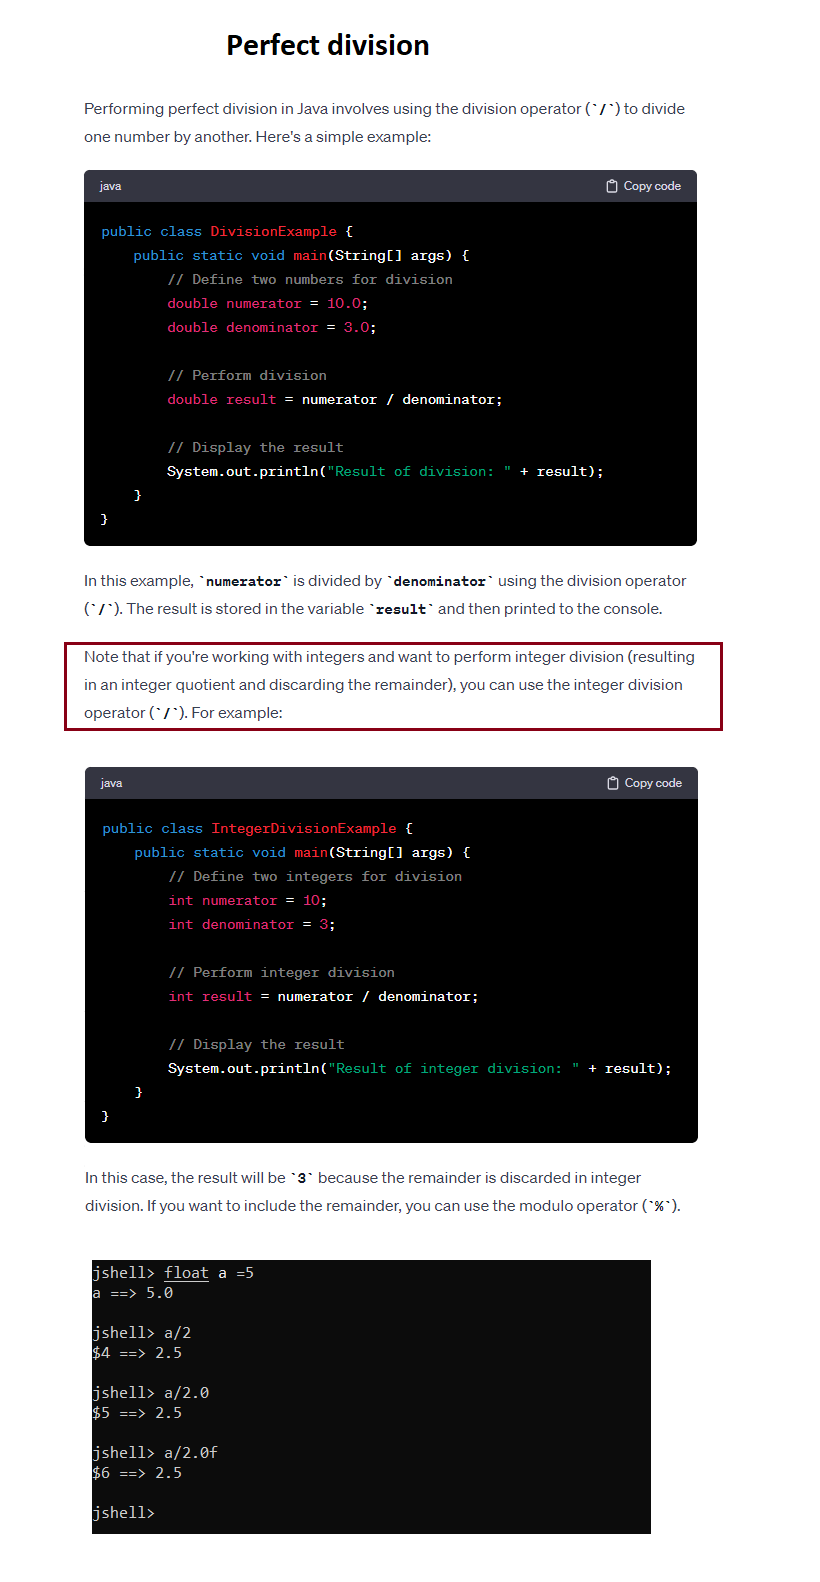 Perfect division
Performing perfect division in Java involves using the division operator (`/`) to divide
one number by another. Here's a simple example:
java Copy code
public class DivisionExample {
    public static void main(String[] args) {
        // Define two numbers for division
        double numerator = 10.0;
        double denominator = 3.0;
        // Perform division
        double result = numerator / denominator;
        // Display the result
        System.out.println("Result of division: " + result);
    }
}
In this example, `numerator` is divided by `denominator` using the division operator
(`/`). The result is stored in the variable `result` and then printed to the console.
Note that if you're working with integers and want to perform integer division (resulting
in an integer quotient and discarding the remainder), you can use the integer division
operator (`/`). For example:
java Copy code
public class IntegerDivisionExample {
    public static void main(String[] args) {
        // Define two integers for division
        int numerator = 10;
        int denominator = 3;
        // Perform integer division
        int result = numerator / denominator;
        // Display the result
        System.out.println("Result of integer division: " + result);
    }
}
In this case, the result will be `3` because the remainder is discarded in integer
division. If you want to include the remainder, you can use the modulo operator (`%`).
jshell> float a =5
a ==> 5.0
jshell> a/2
$4 ==> 2.5
jshell> a/2.0
$5 ==> 2.5
jshell> a/2.0f
$6 ==> 2.5
jshell>